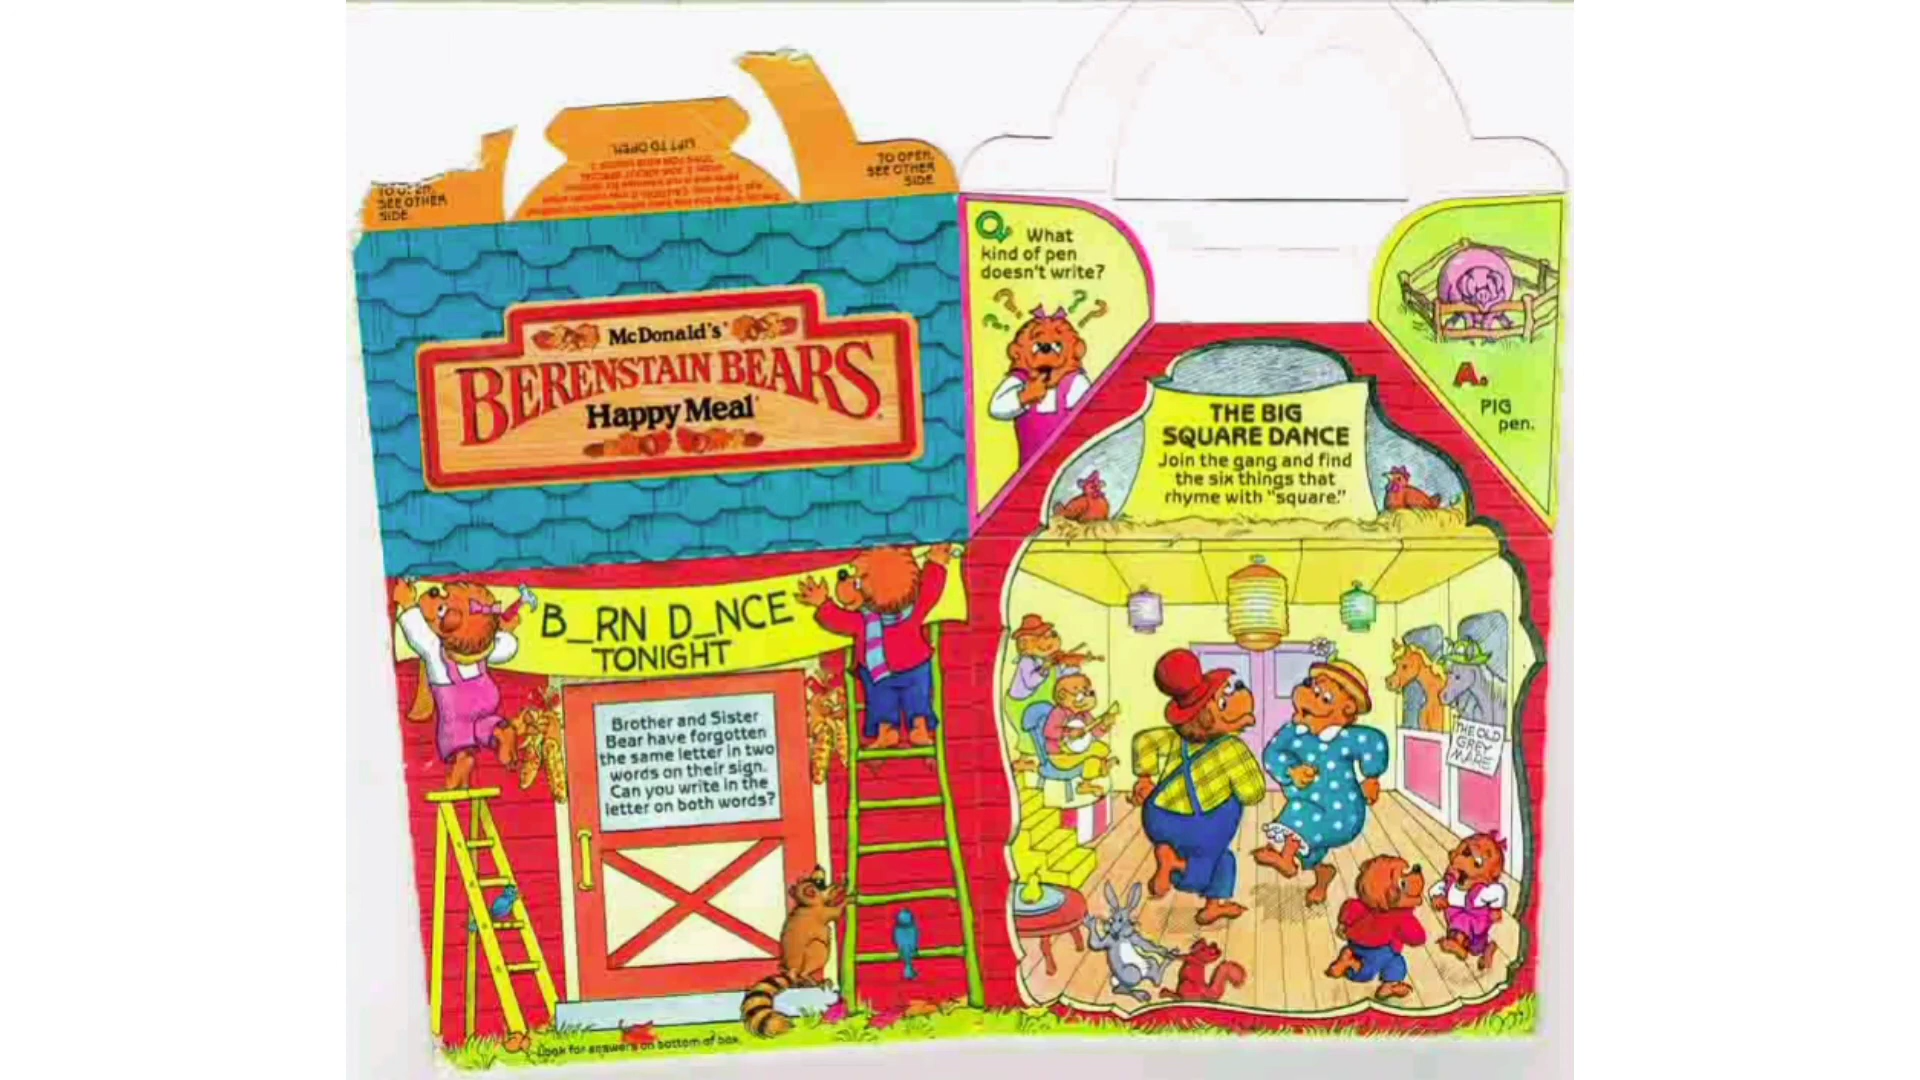 TO OPEN,
SEE OTHER
SIDE
LIFT TO OPEN.
TO OPEN,
SEE OTHER
SIDE
McDonald's®
BERENSTAIN BEARS®
Happy Meal®
B_RN D_NCE
TONIGHT
Brother and Sister
Bear have forgotten
the same letter in two
words on their sign.
Can you write in the
letter on both words?
Look for answers on bottom of box.
Q. What
kind of pen
doesn't write?
? ? ? ?
A.
PIG
pen.
THE BIG
SQUARE DANCE
Join the gang and find
the six things that
rhyme with "square."
THE OLD
GREY
MARE